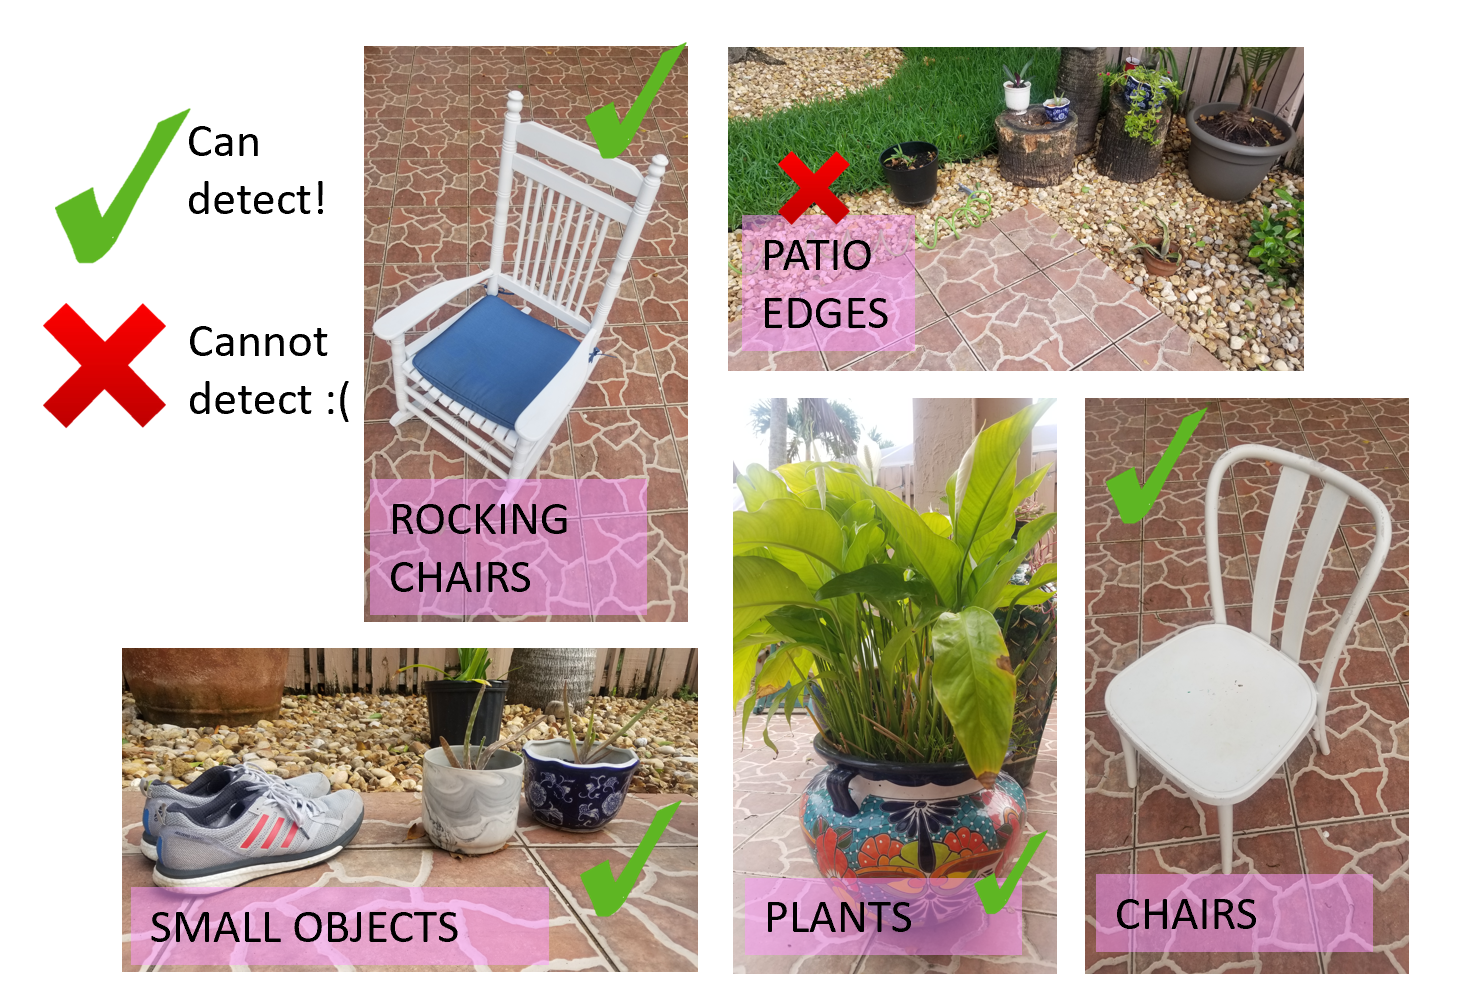 Can
detect!
Cannot
detect :(
ROCKING
CHAIRS
PATIO
EDGES
SMALL OBJECTS
PLANTS
CHAIRS